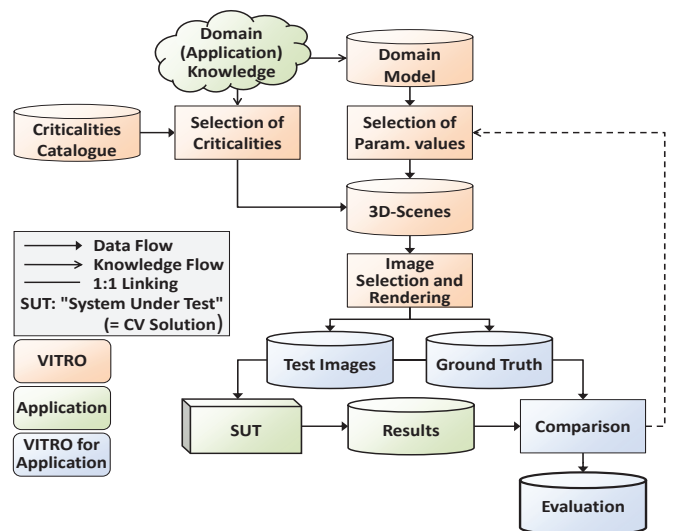 Domain
(Application)
Knowledge
Domain
Model
Criticalities
Catalogue
Selection of
Criticalities
Selection of
Param. values
3D-Scenes
Data Flow
Knowledge Flow
1:1 Linking
SUT: "System Under Test"
(= CV Solution)
Image
Selection and
Rendering
VITRO
Test Images
Ground Truth
Application
SUT
Results
Comparison
VITRO for
Application
Evaluation